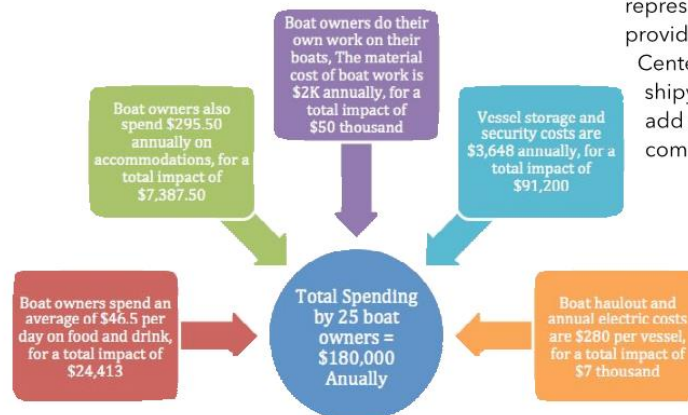 Boat owners do their
own work on their
boats, The material
cost of boat work is
$2K annually, for a
total impact of
$50 thousand
Boat owners also
spend $295.50
annually on
accommodations, for a
total impact of
$7,387.50
Vessel storage and
security costs are
$3,648 annually, for a
total impact of
$91,200
Boat owners spend an
average of $46.5 per
day on food and drink,
for a total impact of
$24,413
Total Spending
by 25 boat
owners =
$180,000
Anually
Boat haulout and
annual electric costs
are $280 per vessel,
for a total impact of
$7 thousand
add